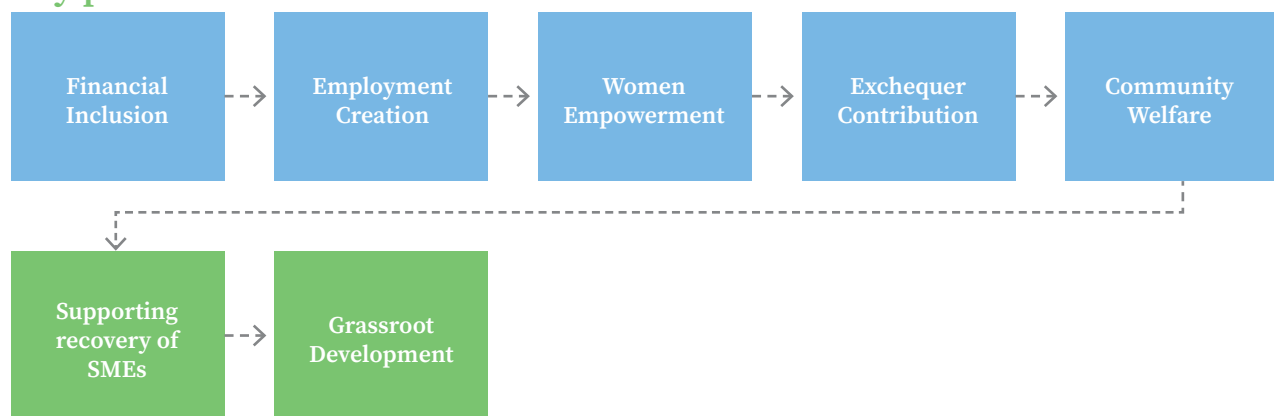 Financial
Inclusion
Employment
Creation
Women
Empowerment
Exchequer
Contribution
Community
Welfare
Supporting
recovery of
SMEs
Grassroot
Development